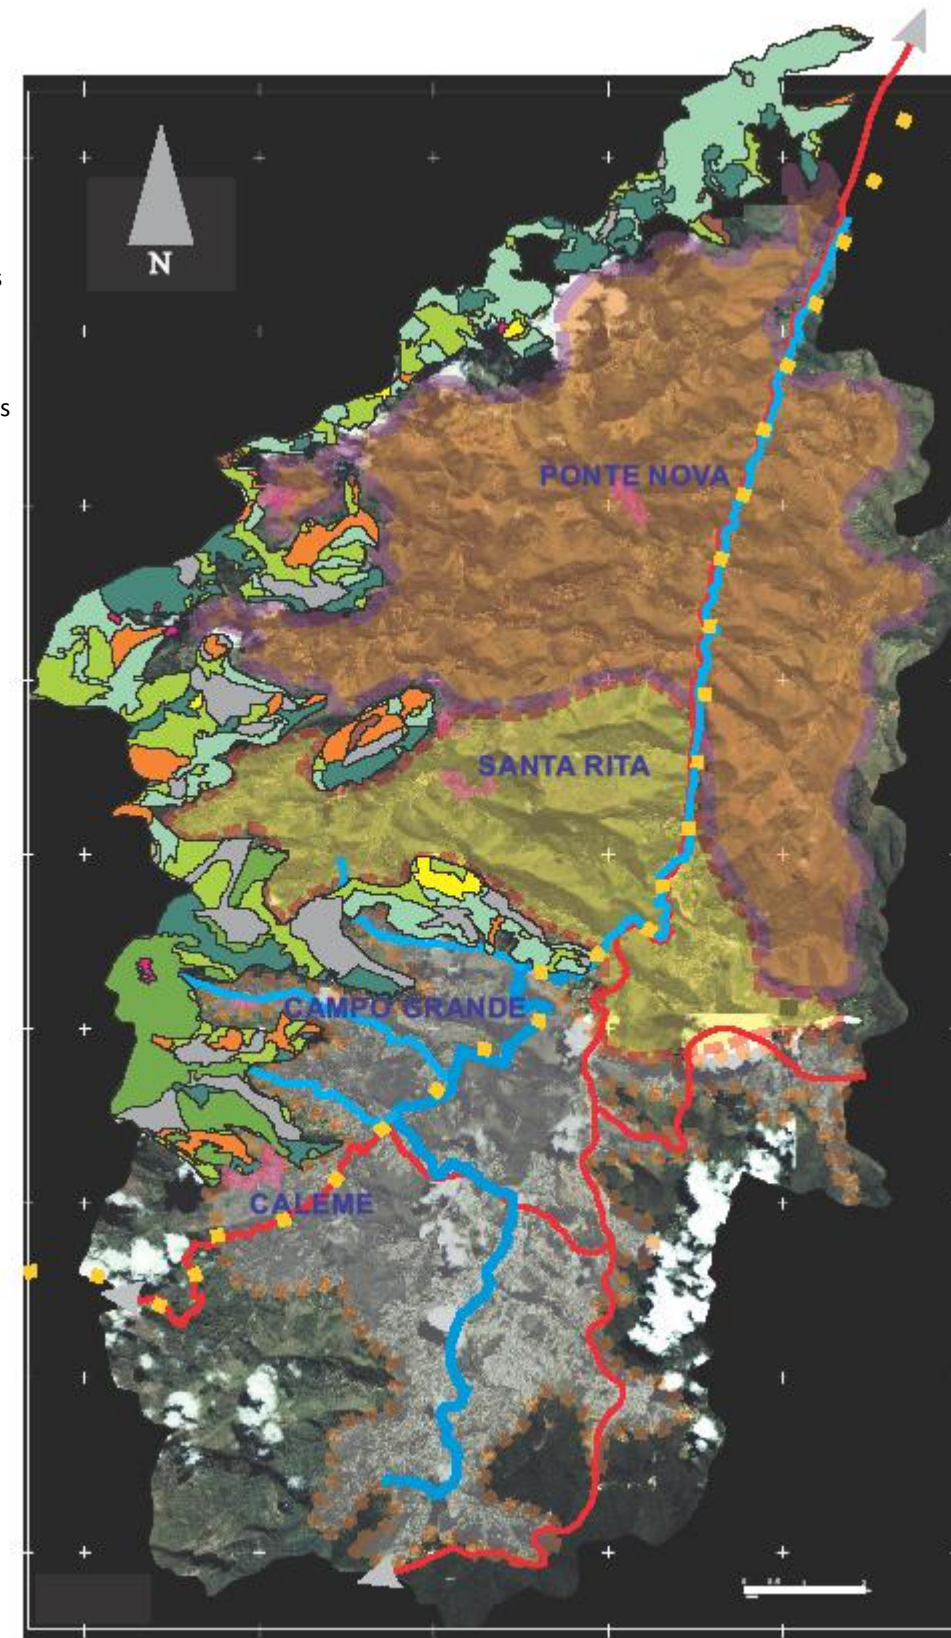 N
s
s
PONTE NOVA
SANTA RITA
CAMPO GRANDE
CALEME